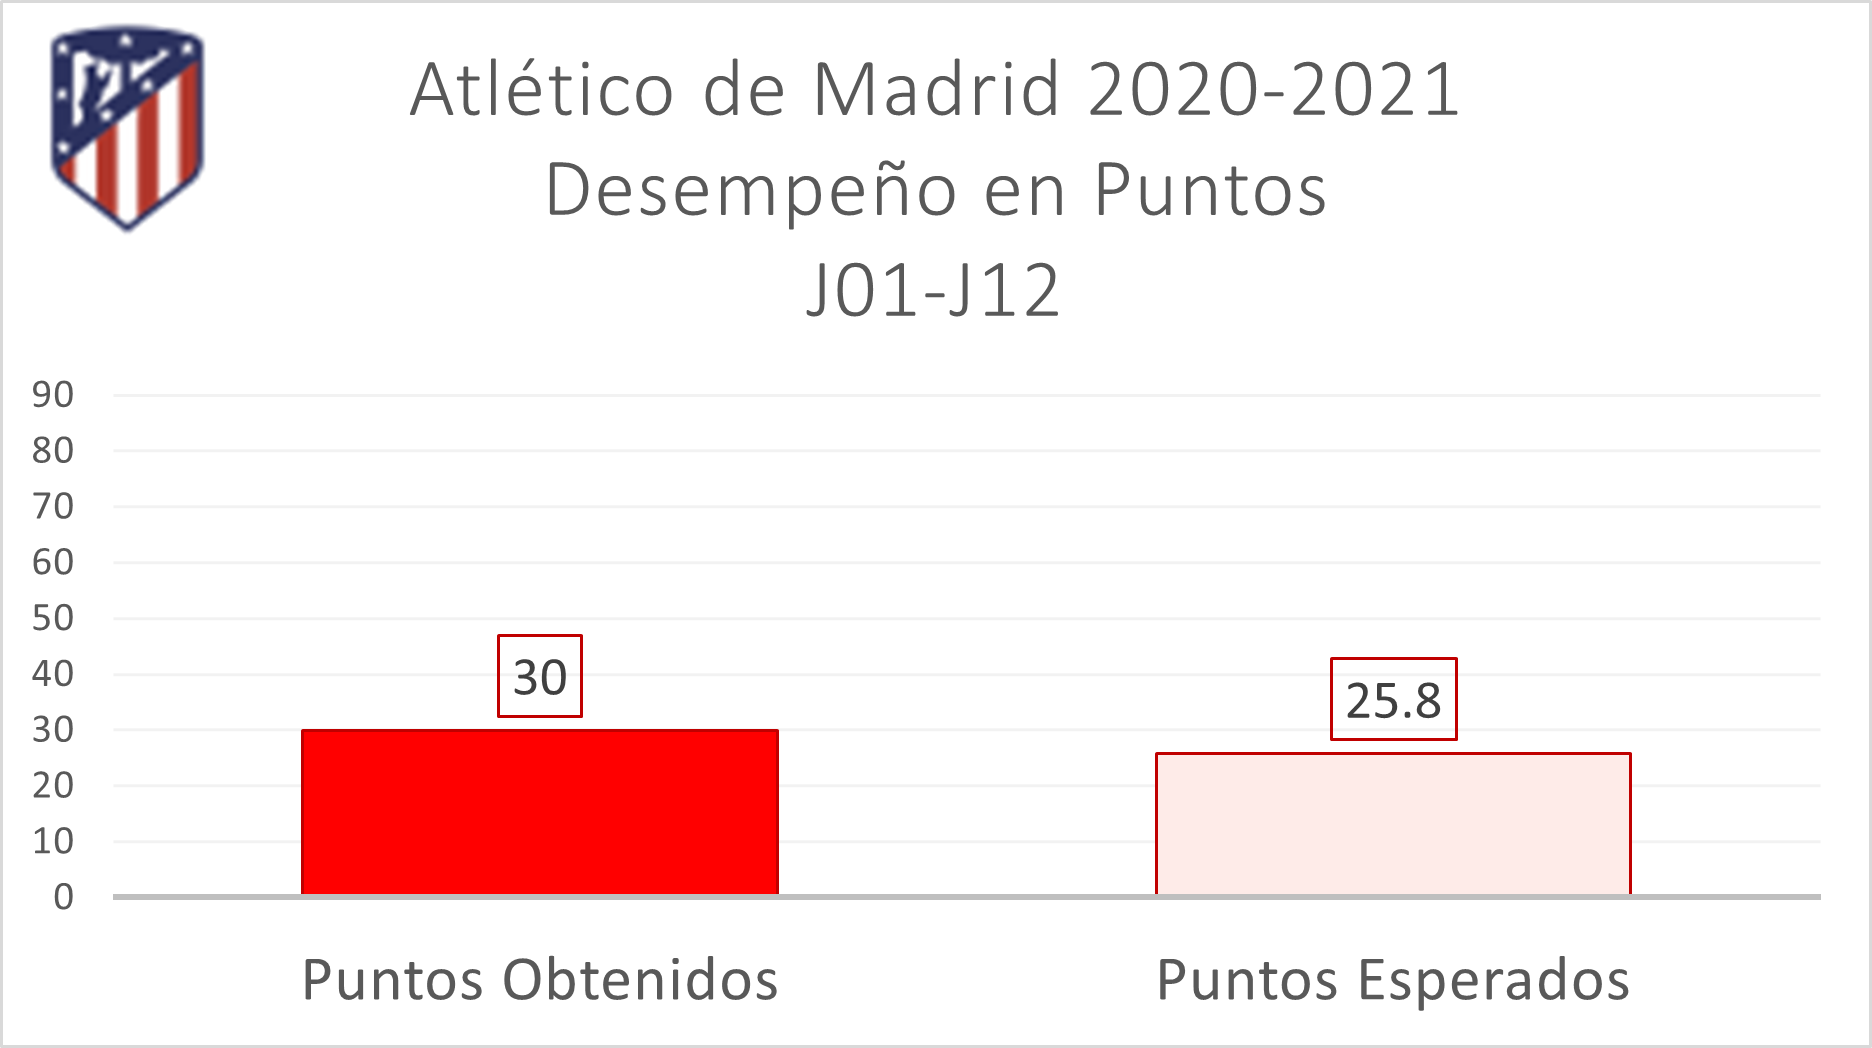 Atlético de Madrid 2020-2021
Desempeño en Puntos
J01-J12
90
80
70
60
50
40
30
20
10
0
30
25.8
Puntos Obtenidos
Puntos Esperados